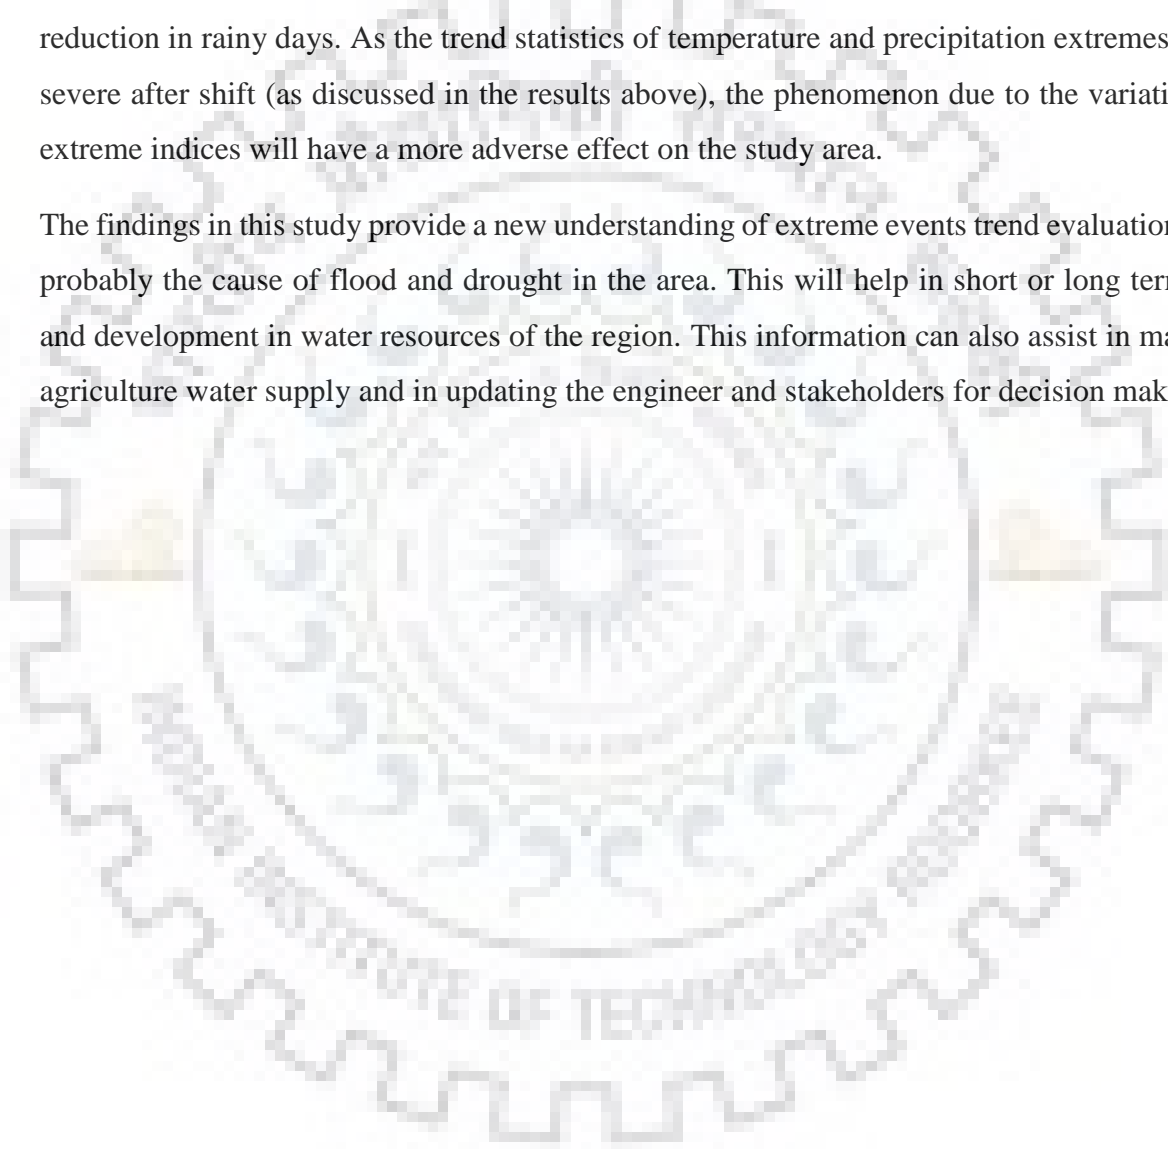 reduction in rainy days. As the trend statistics of temperature and precipitation extremes
severe after shift (as discussed in the results above), the phenomenon due to the
extreme indices will have a more adverse effect on the study area.
The findings in this study provide a new understanding of extreme events trend
probably the cause of flood and drought in the area. This will help in short or long
and development in water resources of the region. This information can also assist in
agriculture water supply and in updating the engineer and stakeholders for decision
INSTITUTE OF TECHNOLOGY ROORKEE